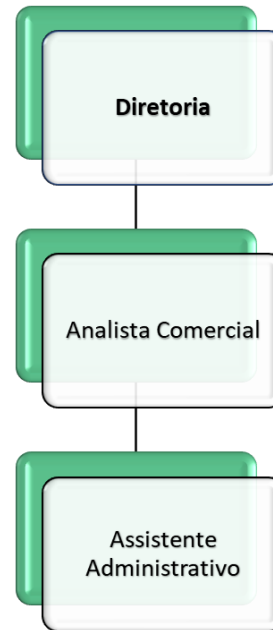 Diretoria
Analista Comercial
Assistente
Administrativo